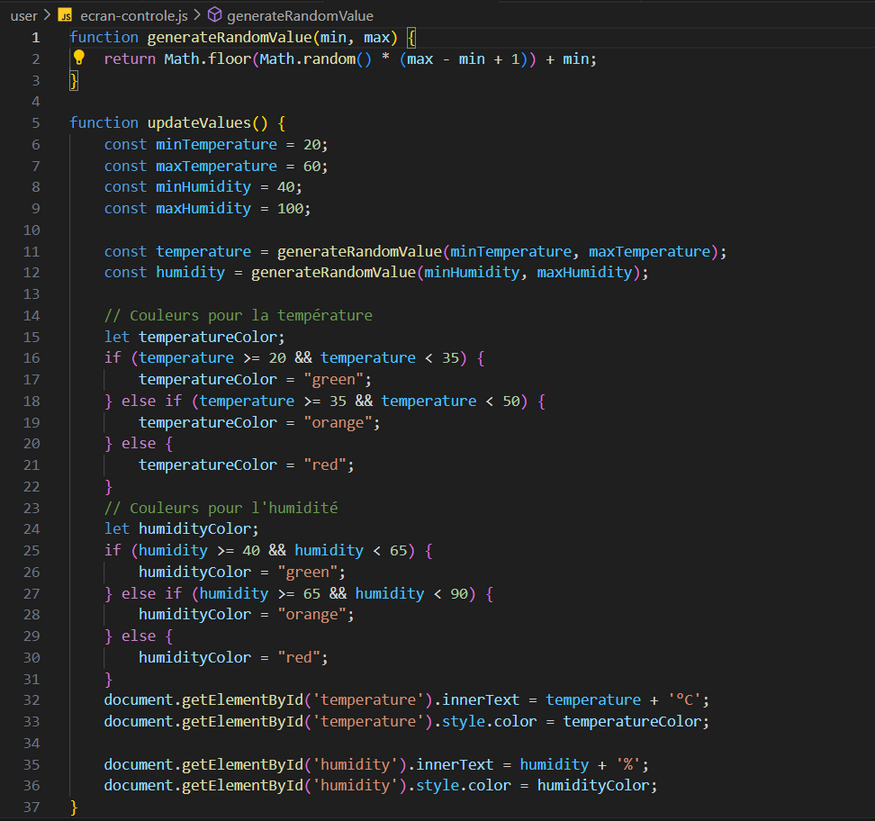 user > JS ecran-controle.js > generateRandomValue
1 function generateRandomValue(min, max) {
2     return Math.floor(Math.random() * (max - min + 1)) + min;
3 }
4
5 function updateValues() {
6     const minTemperature = 20;
7     const maxTemperature = 60;
8     const minHumidity = 40;
9     const maxHumidity = 100;
10
11     const temperature = generateRandomValue(minTemperature, maxTemperature);
12     const humidity = generateRandomValue(minHumidity, maxHumidity);
13
14     // Couleurs pour la température
15     let temperatureColor;
16     if (temperature >= 20 && temperature < 35) {
17         temperatureColor = "green";
18     } else if (temperature >= 35 && temperature < 50) {
19         temperatureColor = "orange";
20     } else {
21         temperatureColor = "red";
22     }
23     // Couleurs pour l'humidité
24     let humidityColor;
25     if (humidity >= 40 && humidity < 65) {
26         humidityColor = "green";
27     } else if (humidity >= 65 && humidity < 90) {
28         humidityColor = "orange";
29     } else {
30         humidityColor = "red";
31     }
32     document.getElementById('temperature').innerText = temperature + '°C';
33     document.getElementById('temperature').style.color = temperatureColor;
34
35     document.getElementById('humidity').innerText = humidity + '%';
36     document.getElementById('humidity').style.color = humidityColor;
37 }